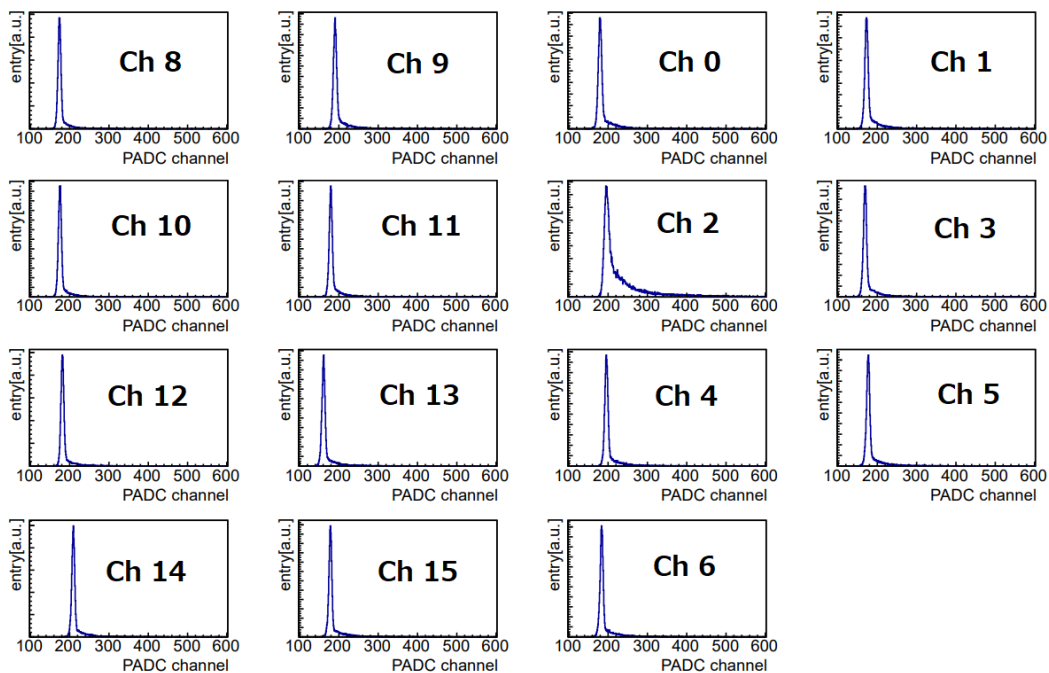 entry[a.u.] Ch 8 entry[a.u.] Ch 9 entry[a.u.] Ch 0 entry[a.u.] Ch 1
100 200 300 400 500 600 100 200 300 400 500 600 100 200 300 400 500 600 100 200 300 400 500 600
PADC channel PADC channel PADC channel PADC channel
entry[a.u.] Ch 10 entry[a.u.] Ch 11 entry[a.u.] Ch 2 entry[a.u.] Ch 3
100 200 300 400 500 600 100 200 300 400 500 600 100 200 300 400 500 600 100 200 300 400 500 600
PADC channel PADC channel PADC channel PADC channel
entry[a.u.] Ch 12 entry[a.u.] Ch 13 entry[a.u.] Ch 4 entry[a.u.] Ch 5
100 200 300 400 500 600 100 200 300 400 500 600 100 200 300 400 500 600 100 200 300 400 500 600
PADC channel PADC channel PADC channel PADC channel
entry[a.u.] Ch 14 entry[a.u.] Ch 15 entry[a.u.] Ch 6
100 200 300 400 500 600 100 200 300 400 500 600 100 200 300 400 500 600
PADC channel PADC channel PADC channel